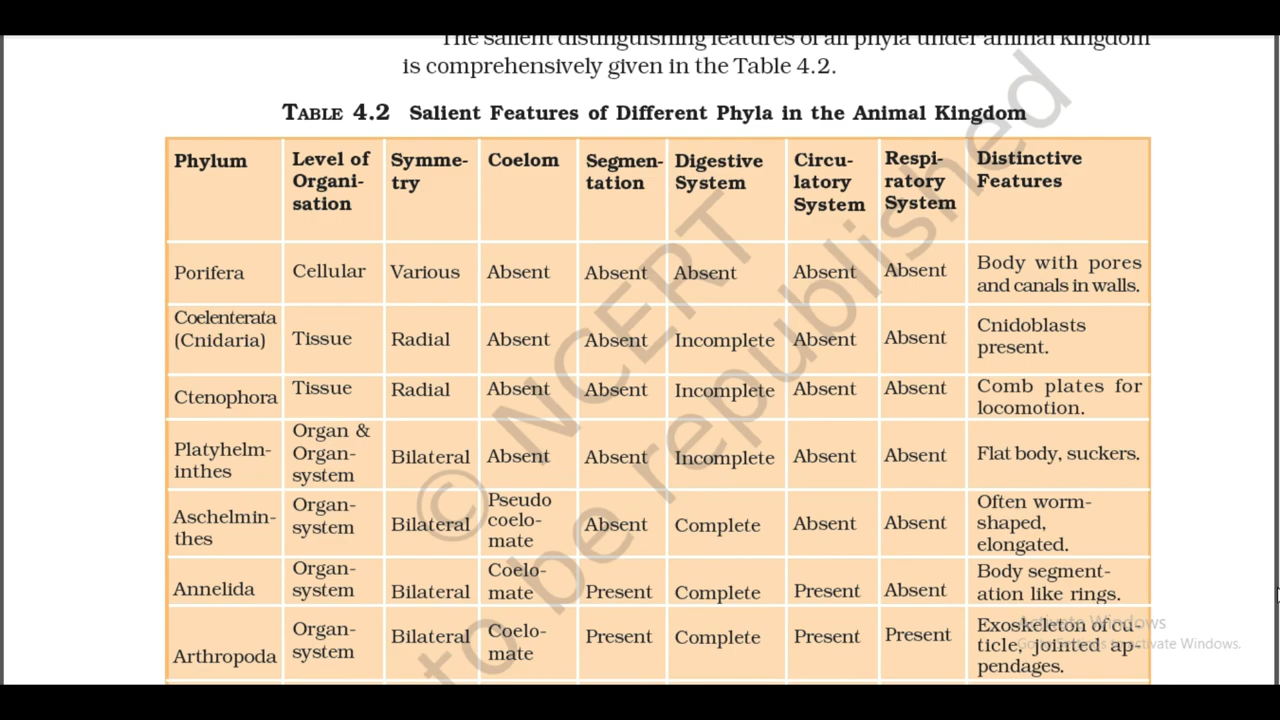 The salient distinguishing features of all phyla under animal kingdom
is comprehensively given in the Table 4.2.
TABLE 4.2 Salient Features of Different Phyla in the Animal Kingdom
Phylum
Level of
Organi-
sation
Symme-
try
Coelom
Segmen-
tation
Digestive
System
Circu-
latory
System
Respi-
ratory
System
Distinctive
Features
Porifera
Cellular
Various
Absent
Absent
Absent
Absent
Absent
Body with pores
and canals in walls.
Coelenterata
(Cnidaria)
Tissue
Radial
Absent
Absent
Incomplete
Absent
Absent
Cnidoblasts
present.
Ctenophora
Tissue
Radial
Absent
Absent
Incomplete
Absent
Absent
Comb plates for
locomotion.
Platyhelm-
inthes
Organ &
Organ-
system
Bilateral
Absent
Absent
Incomplete
Absent
Absent
Flat body, suckers.
Aschelmin-
thes
Organ-
system
Bilateral
Pseudo
coelo-
mate
Absent
Complete
Absent
Absent
Often worm-
shaped,
elongated.
Annelida
Organ-
system
Bilateral
Coelo-
mate
Present
Complete
Present
Absent
Body segment-
ation like rings.
Arthropoda
Organ-
system
Bilateral
Coelo-
mate
Present
Complete
Present
Present
Exoskeleton of cu-
ticle, jointed ap-
pendages.
© NCERT
to be republished
Activate Windows
Go to Settings to activate Windows.